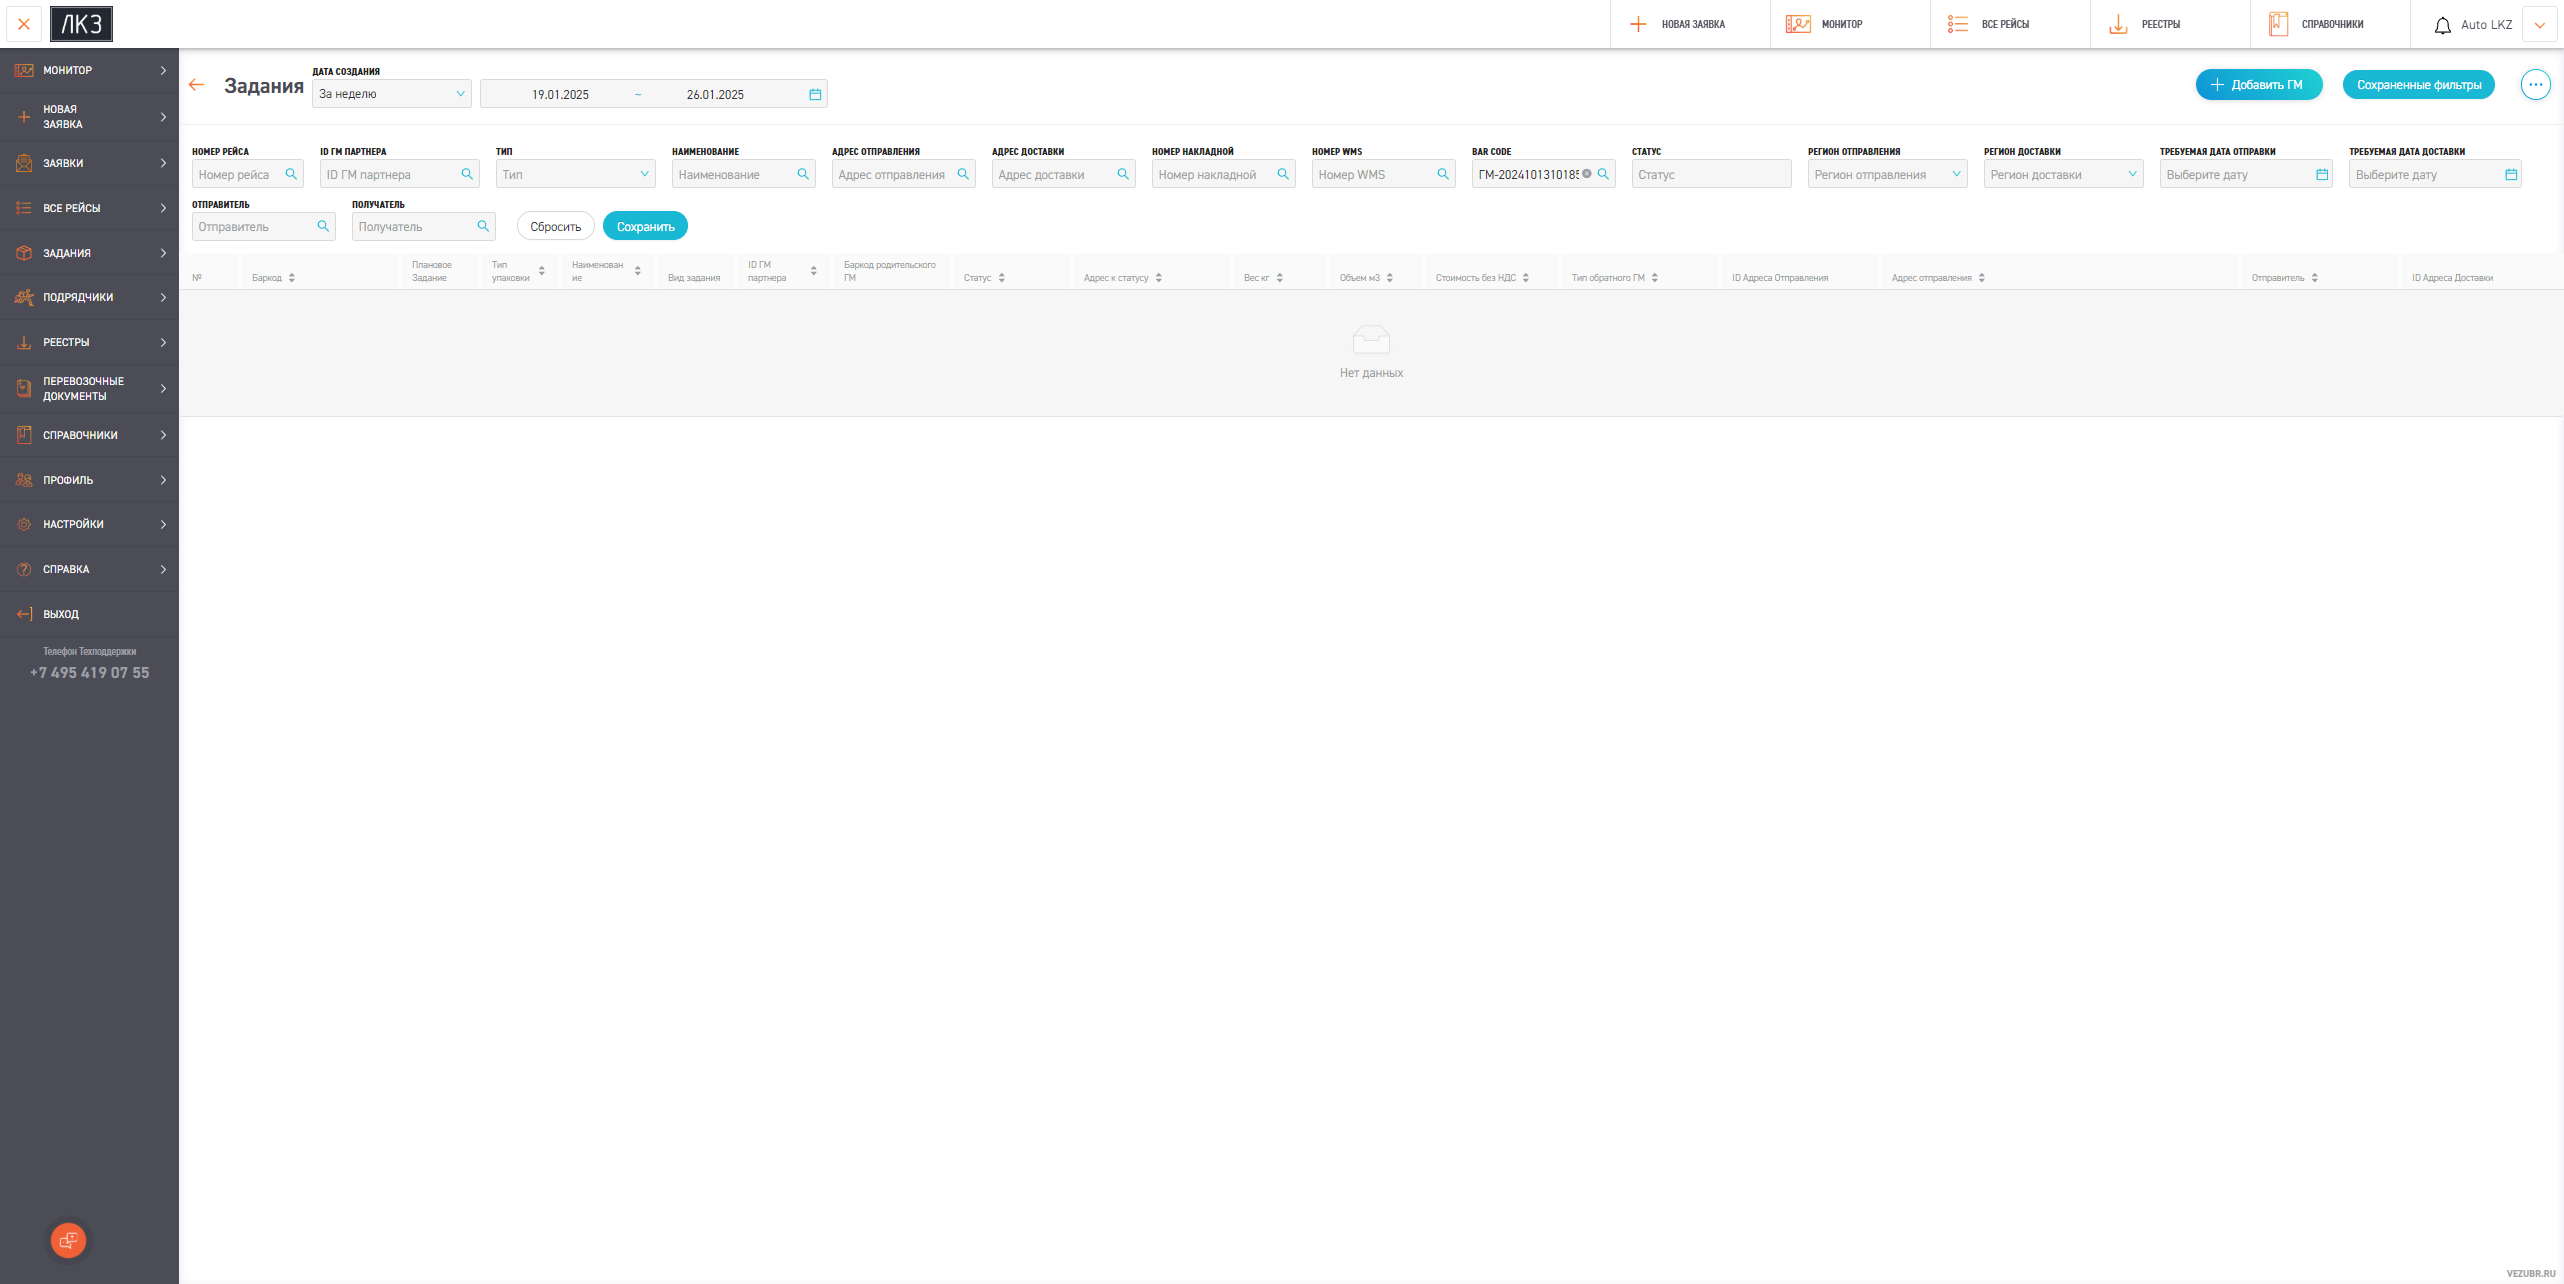 ЛКЗ
НОВАЯ ЗАЯВКА
МОНИТОР
ВСЕ РЕЙСЫ
РЕЕСТРЫ
СПРАВОЧНИКИ
Auto LKZ
МОНИТОР
НОВАЯ
ЗАЯВКА
ЗАЯВКИ
ВСЕ РЕЙСЫ
ЗАДАНИЯ
ПОДРЯДЧИКИ
РЕЕСТРЫ
ПЕРЕВОЗОЧНЫЕ
ДОКУМЕНТЫ
СПРАВОЧНИКИ
ПРОФИЛЬ
НАСТРОЙКИ
СПРАВКА
ВЫХОД
Телефон Техподдержки
+7 495 419 07 55
Задания
ДАТА СОЗДАНИЯ
За неделю
19.01.2025 ~ 26.01.2025
Добавить ГМ
Сохраненные фильтры
НОМЕР РЕЙСА
Номер рейса
ID ГМ ПАРТНЕРА
ID ГМ партнера
ТИП
Тип
НАИМЕНОВАНИЕ
Наименование
АДРЕС ОТПРАВЛЕНИЯ
Адрес отправления
АДРЕС ДОСТАВКИ
Адрес доставки
НОМЕР НАКЛАДНОЙ
Номер накладной
НОМЕР WMS
Номер WMS
BAR CODE
ГМ-2024101310185
СТАТУС
Статус
РЕГИОН ОТПРАВЛЕНИЯ
Регион отправления
РЕГИОН ДОСТАВКИ
Регион доставки
ТРЕБУЕМАЯ ДАТА ОТПРАВКИ
Выберите дату
ТРЕБУЕМАЯ ДАТА ДОСТАВКИ
Выберите дату
ОТПРАВИТЕЛЬ
Отправитель
ПОЛУЧАТЕЛЬ
Получатель
Сбросить
Сохранить
№
Баркод
Плановое
Задание
Тип
упаковки
Наименован
ие
Вид задания
ID ГМ
партнера
Баркод родительского
ГМ
Статус
Адрес к статусу
Вес кг
Объем м3
Стоимость без НДС
Тип обратного ГМ
ID Адреса Отправления
Адрес отправления
Отправитель
ID Адреса Доставки
Нет данных
VEZUBR.RU